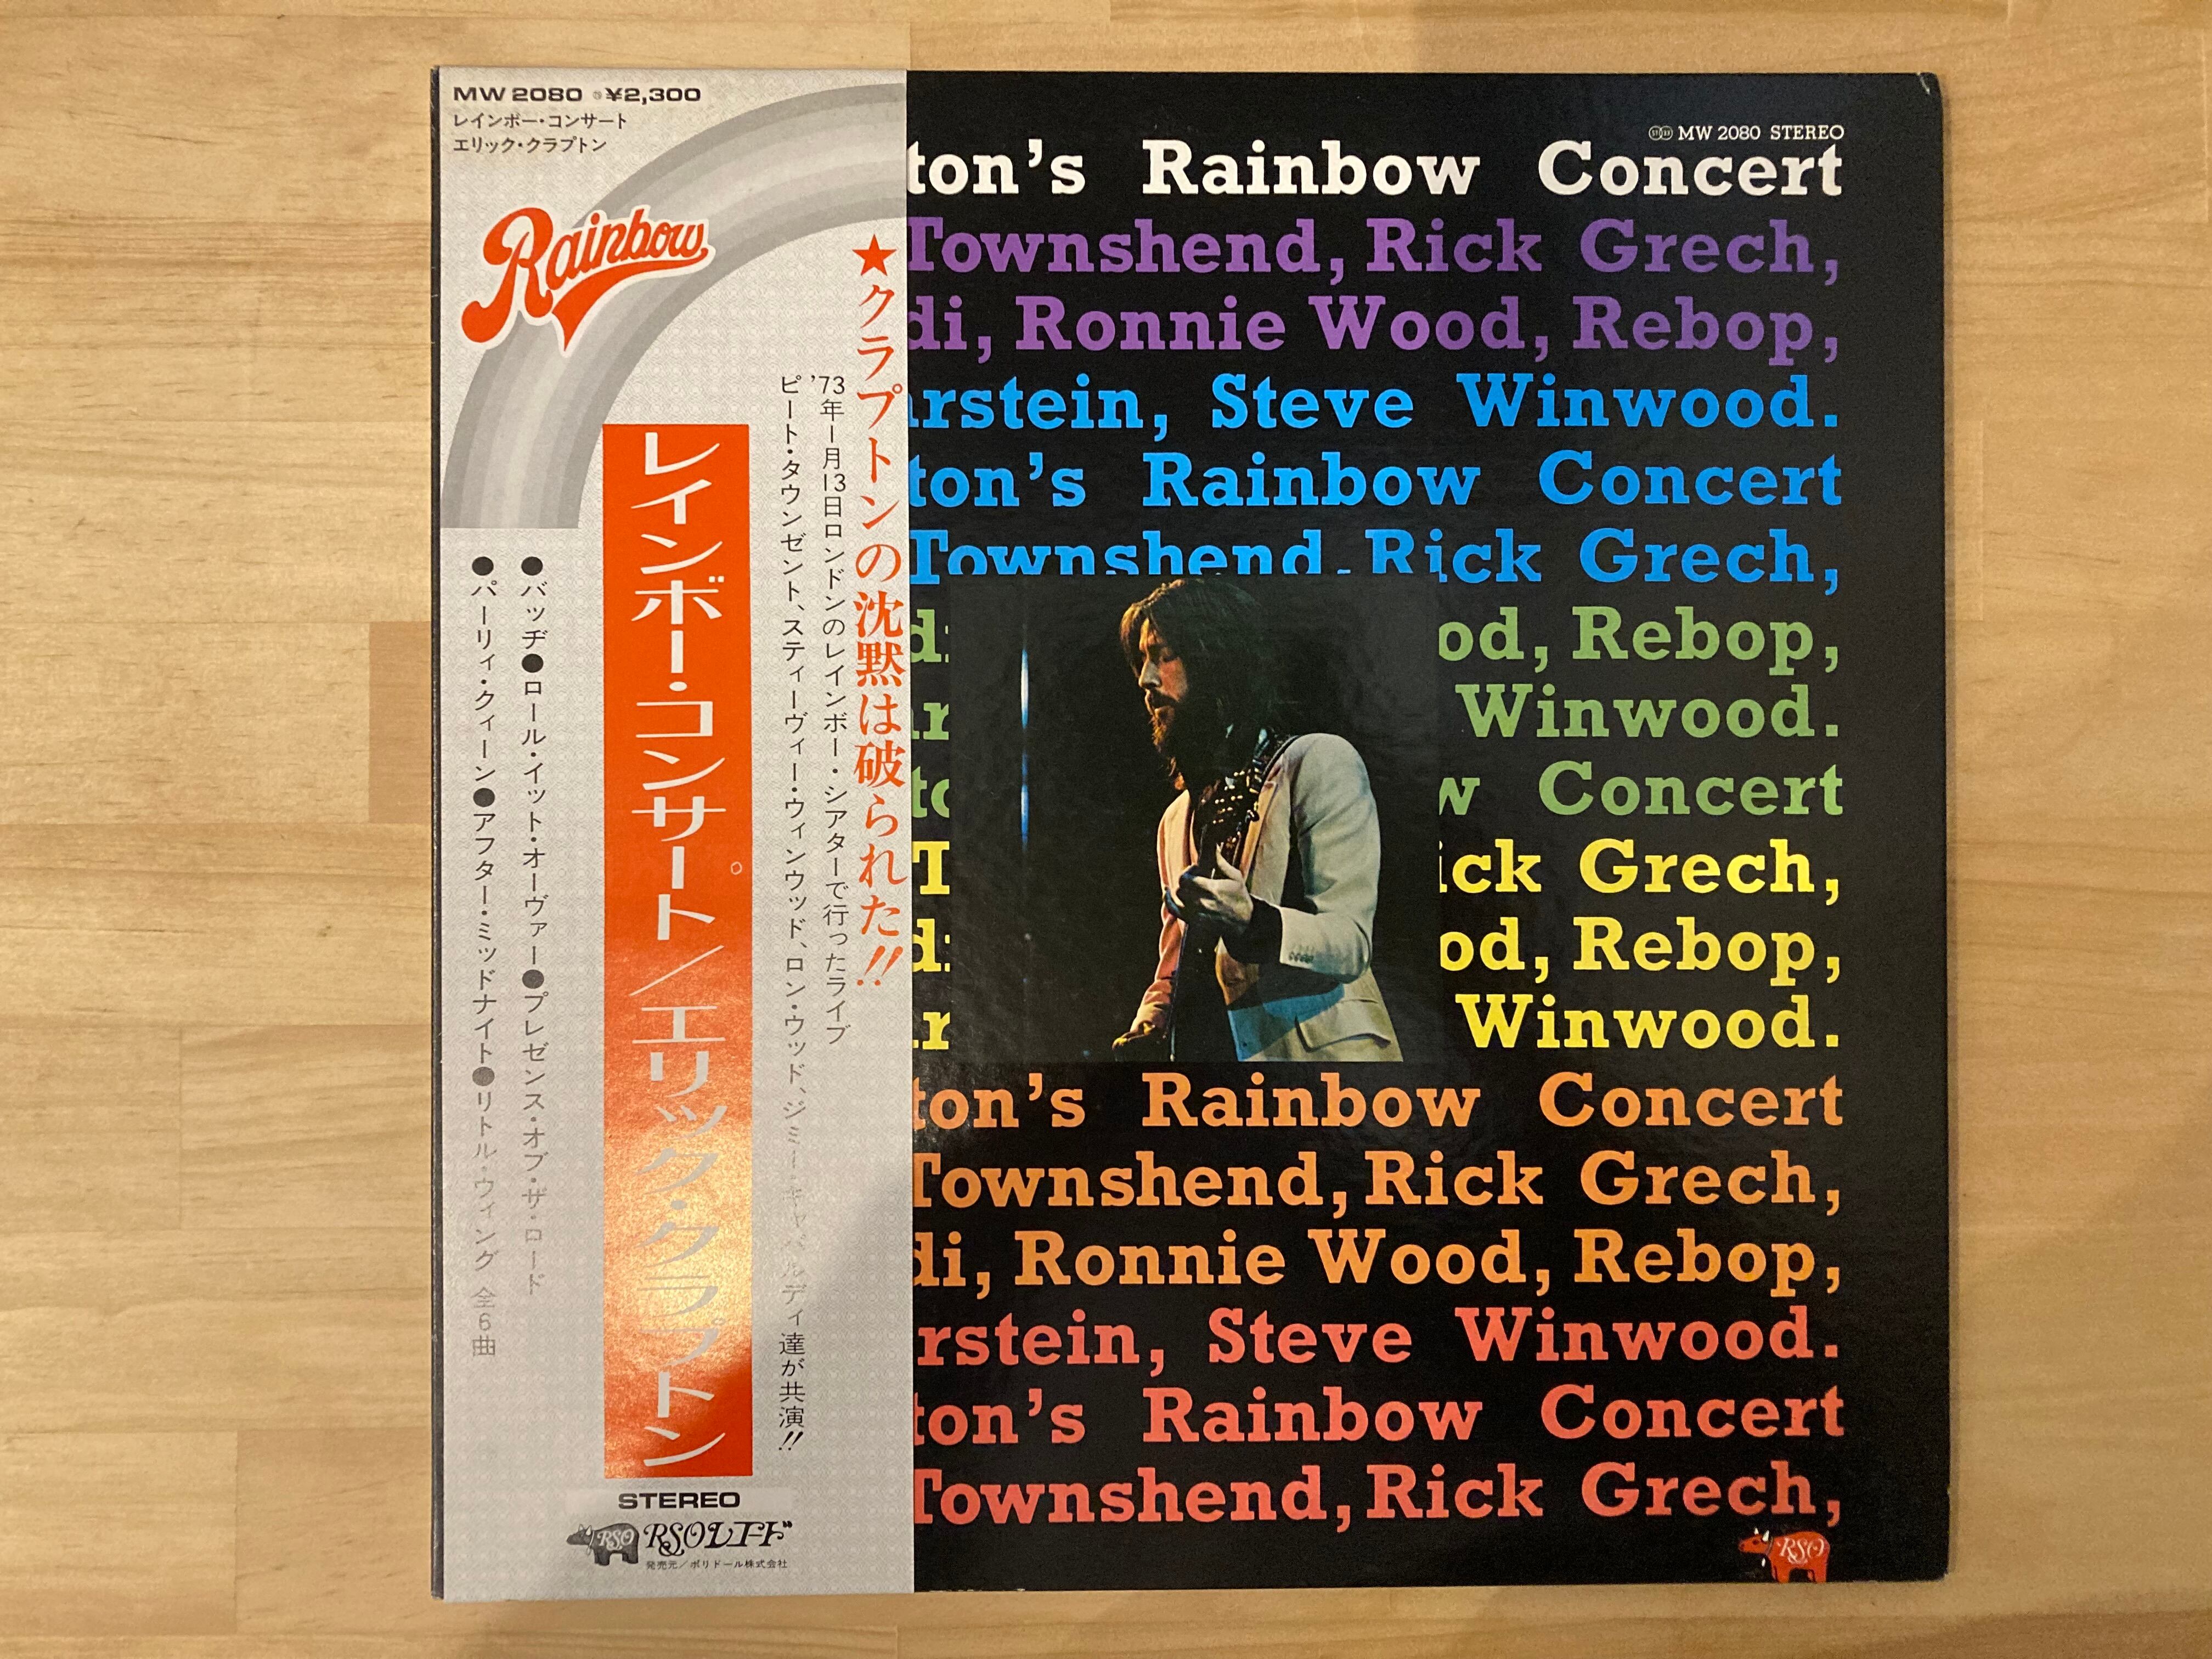 MW 2080 ¥2,300
レインボー・コンサート
エリック・クラプトン
Rainbow
★クラプトンの沈黙は破られた!!
'73年1月13日ロンドンのレインボー・シアターで行ったライブ
ピート・タウンゼント、スティーヴィー・ウィンウッド、ロン・ウッド、ジミー・キャパルディ達が共演!!
レインボー・コンサート/エリック・クラプトン
●バッヂ●ロール・イット・オーヴァー●プレゼンス・オブ・ザ・ロード
●パーリィ・クィーン●アフター・ミッドナイト●リトル・ウィング 全6曲
STEREO
RSO RSOレコード
発売元/ポリドール株式会社
MW 2080 STEREO
ton's Rainbow Concert
Townshend, Rick Grech,
di, Ronnie Wood, Rebop,
rstein, Steve Winwood.
ton's Rainbow Concert
Townshend, Rick Grech,
od, Rebop,
Winwood.
w Concert
ick Grech,
od, Rebop,
Winwood.
ton's Rainbow Concert
Townshend, Rick Grech,
di, Ronnie Wood, Rebop,
rstein, Steve Winwood.
ton's Rainbow Concert
Townshend, Rick Grech,
RSO